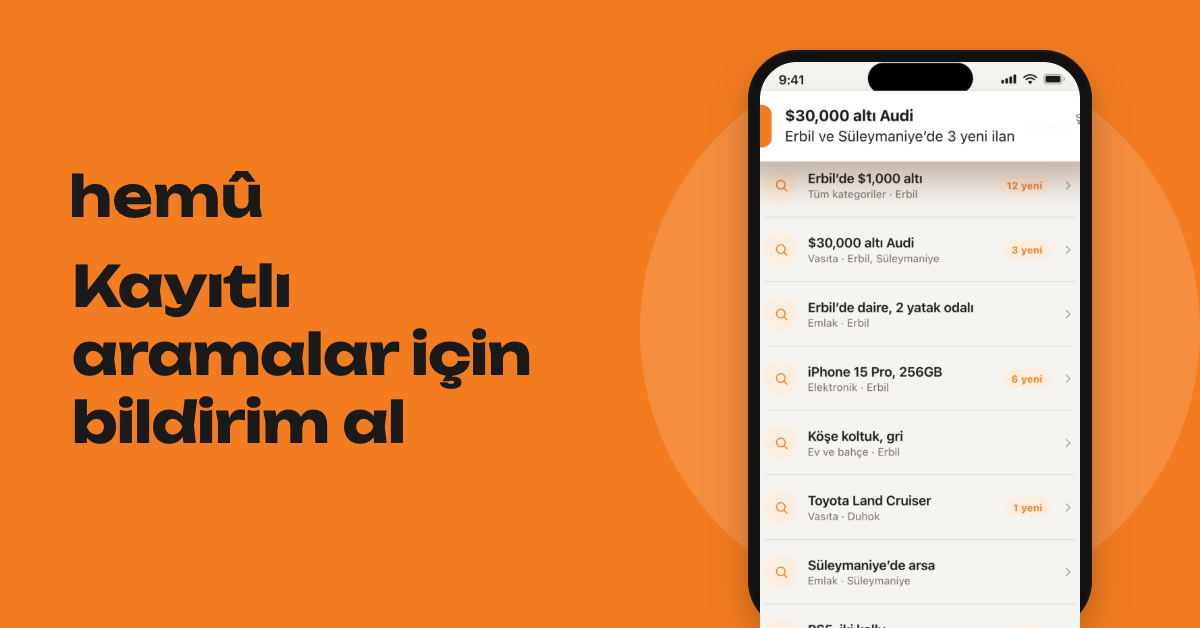 hemû
Kayıtlı
aramalar için
bildirim al
9:41
$30,000 altı Audi
Erbil ve Süleymaniye’de 3 yeni ilan
Erbil’de $1,000 altı
12 yeni
Tüm kategoriler · Erbil
$30,000 altı Audi
3 yeni
Vasıta · Erbil, Süleymaniye
Erbil’de daire, 2 yatak odalı
Emlak · Erbil
iPhone 15 Pro, 256GB
6 yeni
Elektronik · Erbil
Köşe koltuk, gri
Ev ve bahçe · Erbil
Toyota Land Cruiser
1 yeni
Vasıta · Duhok
Süleymaniye’de arsa
Emlak · Süleymaniye